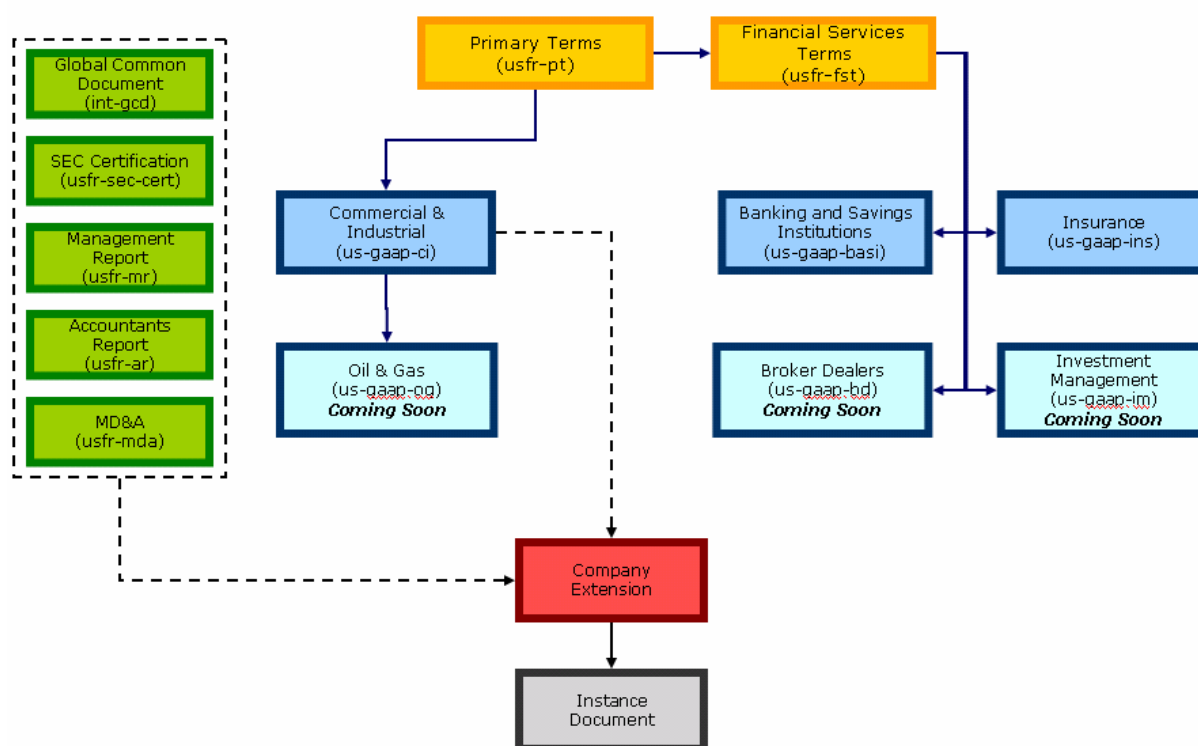 Global Common
Document
(int-gcd)
SEC Certification
(usfr-sec-cert)
Management
Report
(usfr-mr)
Accountants
Report
(usfr-ar)
MD&A
(usfr-mda)
Primary Terms
(usfr-pt)
Financial Services
Terms
(usfr-fst)
Commercial &
Industrial
(us-gaap-ci)
Banking and Savings
Institutions
(us-gaap-basi)
Insurance
(us-gaap-ins)
Oil & Gas
(us-gaap-og)
Coming Soon
Broker Dealers
(us-gaap-bd)
Coming Soon
Investment
Management
(us-gaap-im)
Coming Soon
Company
Extension
Instance
Document